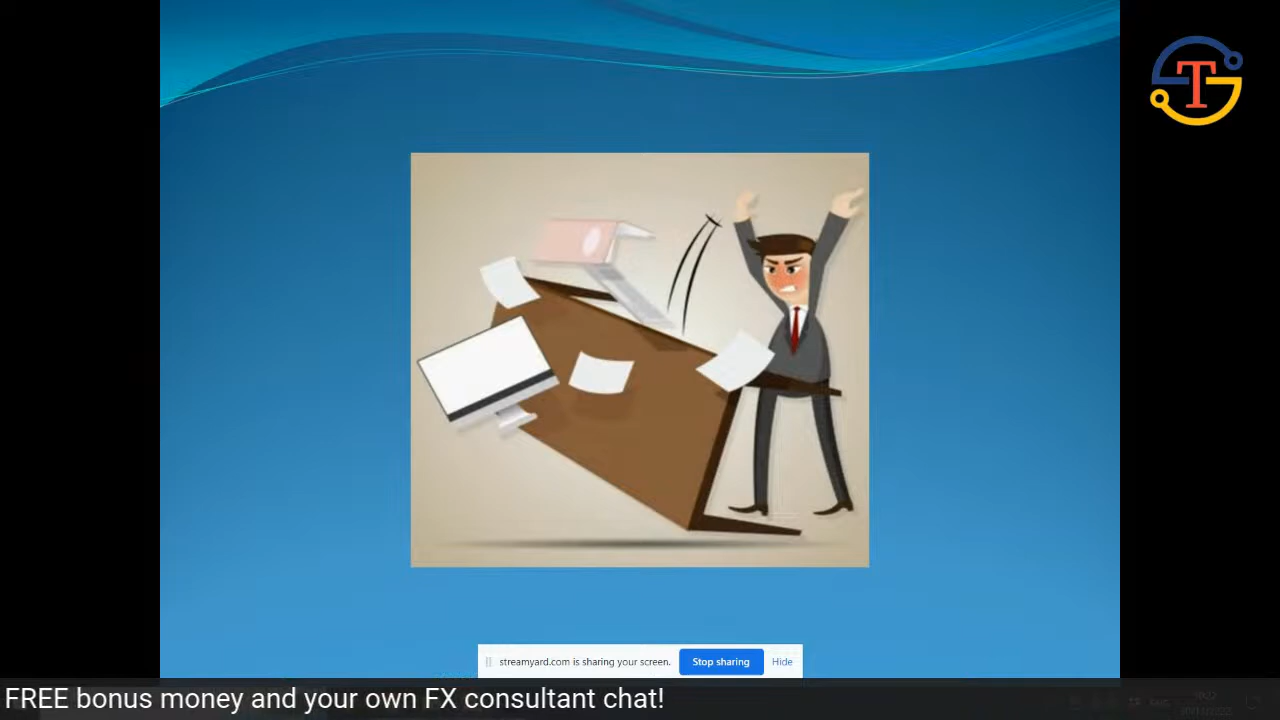 T
streamyard.com is sharing your screen. Stop sharing Hide
FREE bonus money and your own FX consultant chat!